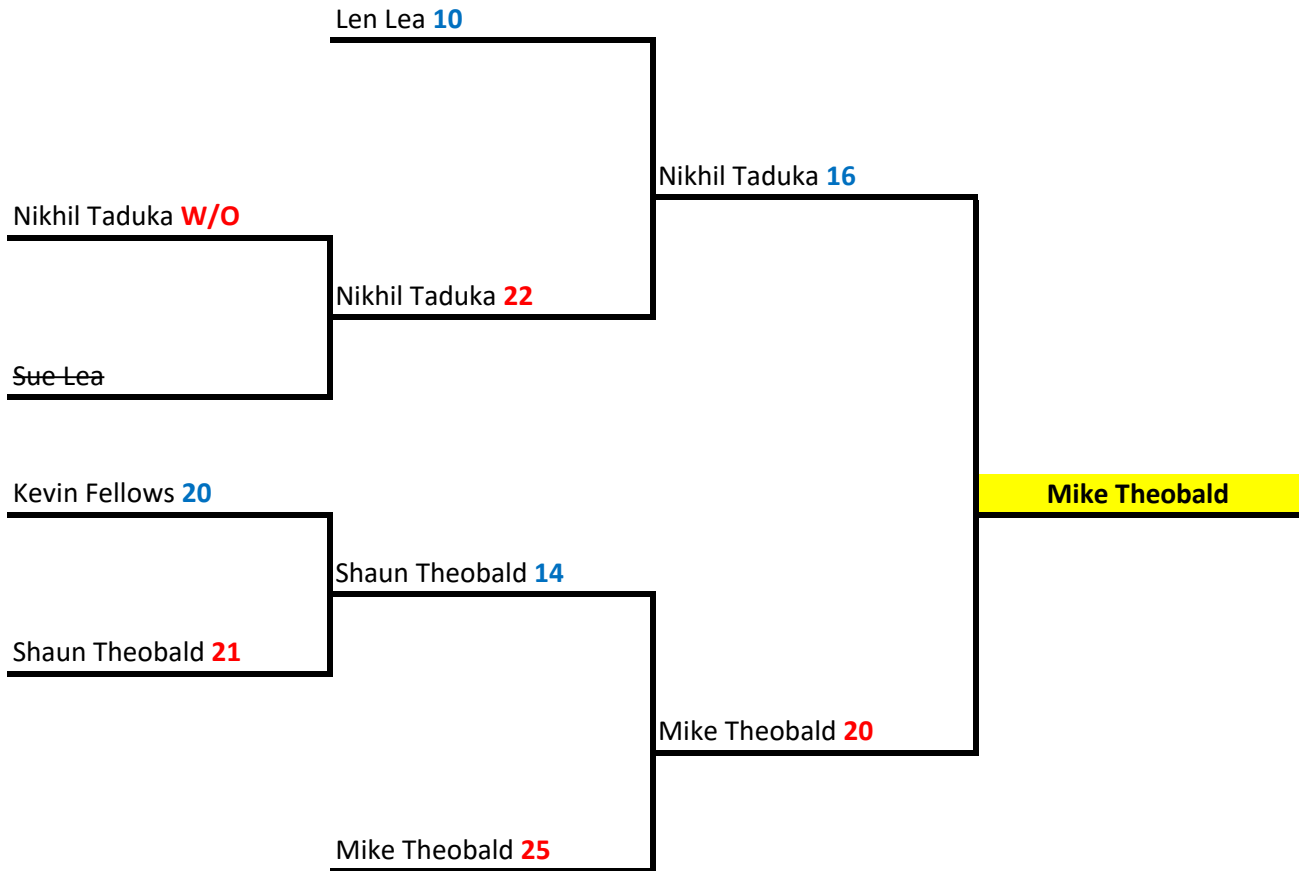 Len Lea 10
Nikhil Taduka 16
Nikhil Taduka W/O
Nikhil Taduka 22
Sue Lea
Kevin Fellows 20
Mike Theobald
Shaun Theobald 14
Shaun Theobald 21
Mike Theobald 20
Mike Theobald 25